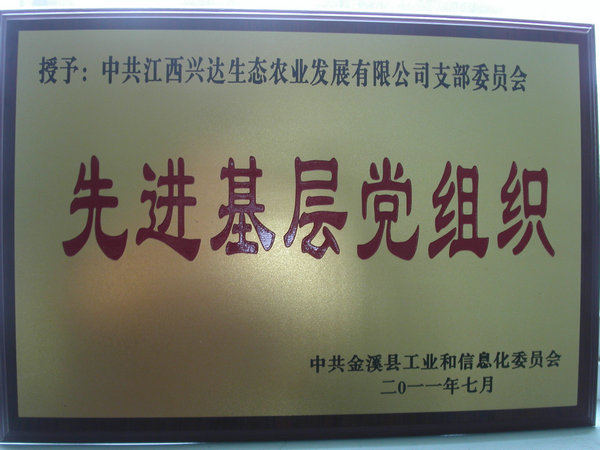 授予：中共江西兴达生态农业发展有限公司支部委员会
先进基层党组织
中共金溪县工业和信息化委员会
二0一一年七月